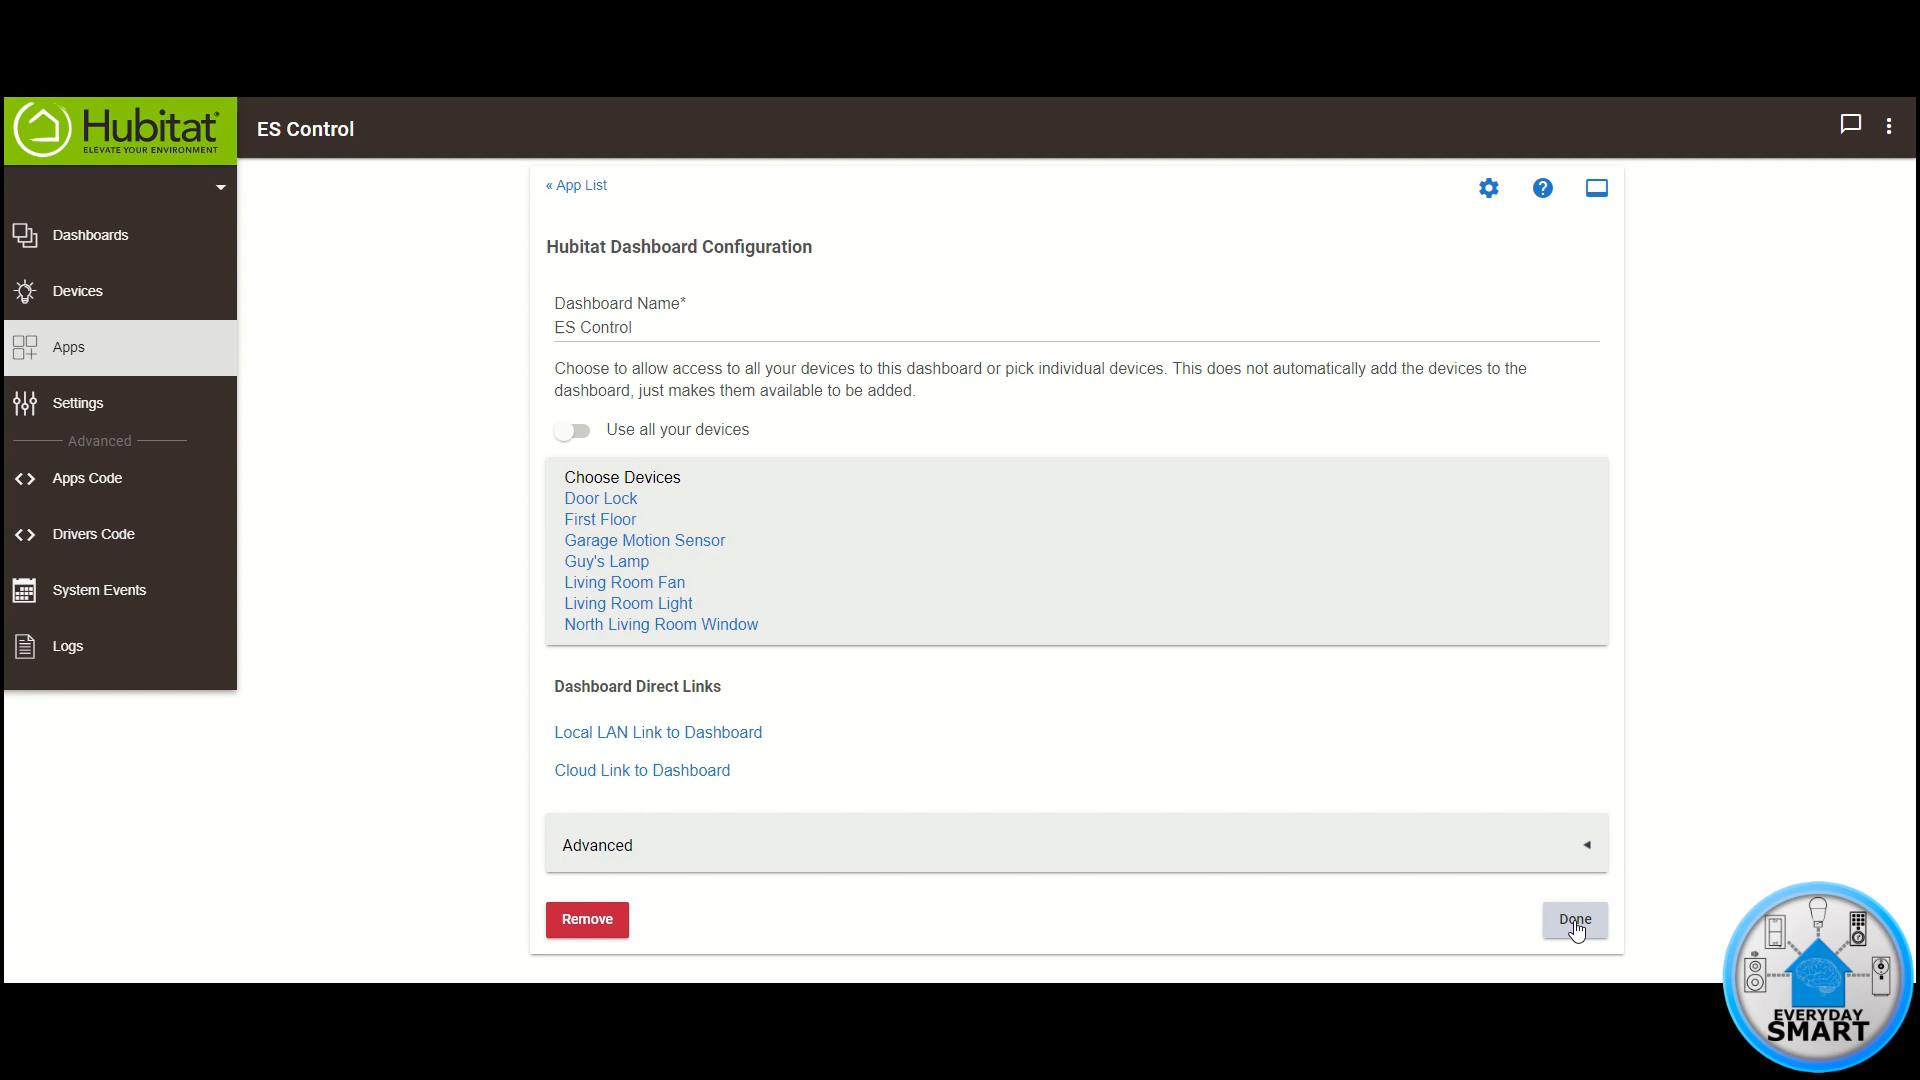 Hubitat®
ELEVATE YOUR ENVIRONMENT
ES Control
Dashboards
Devices
Apps
Settings
Advanced
Apps Code
Drivers Code
System Events
Logs
« App List
Hubitat Dashboard Configuration
Dashboard Name*
ES Control
Choose to allow access to all your devices to this dashboard or pick individual devices. This does not automatically add the devices to the
dashboard, just makes them available to be added.
Use all your devices
Choose Devices
Door Lock
First Floor
Garage Motion Sensor
Guy's Lamp
Living Room Fan
Living Room Light
North Living Room Window
Dashboard Direct Links
Local LAN Link to Dashboard
Cloud Link to Dashboard
Advanced
Remove
Done
EVERYDAY
SMART